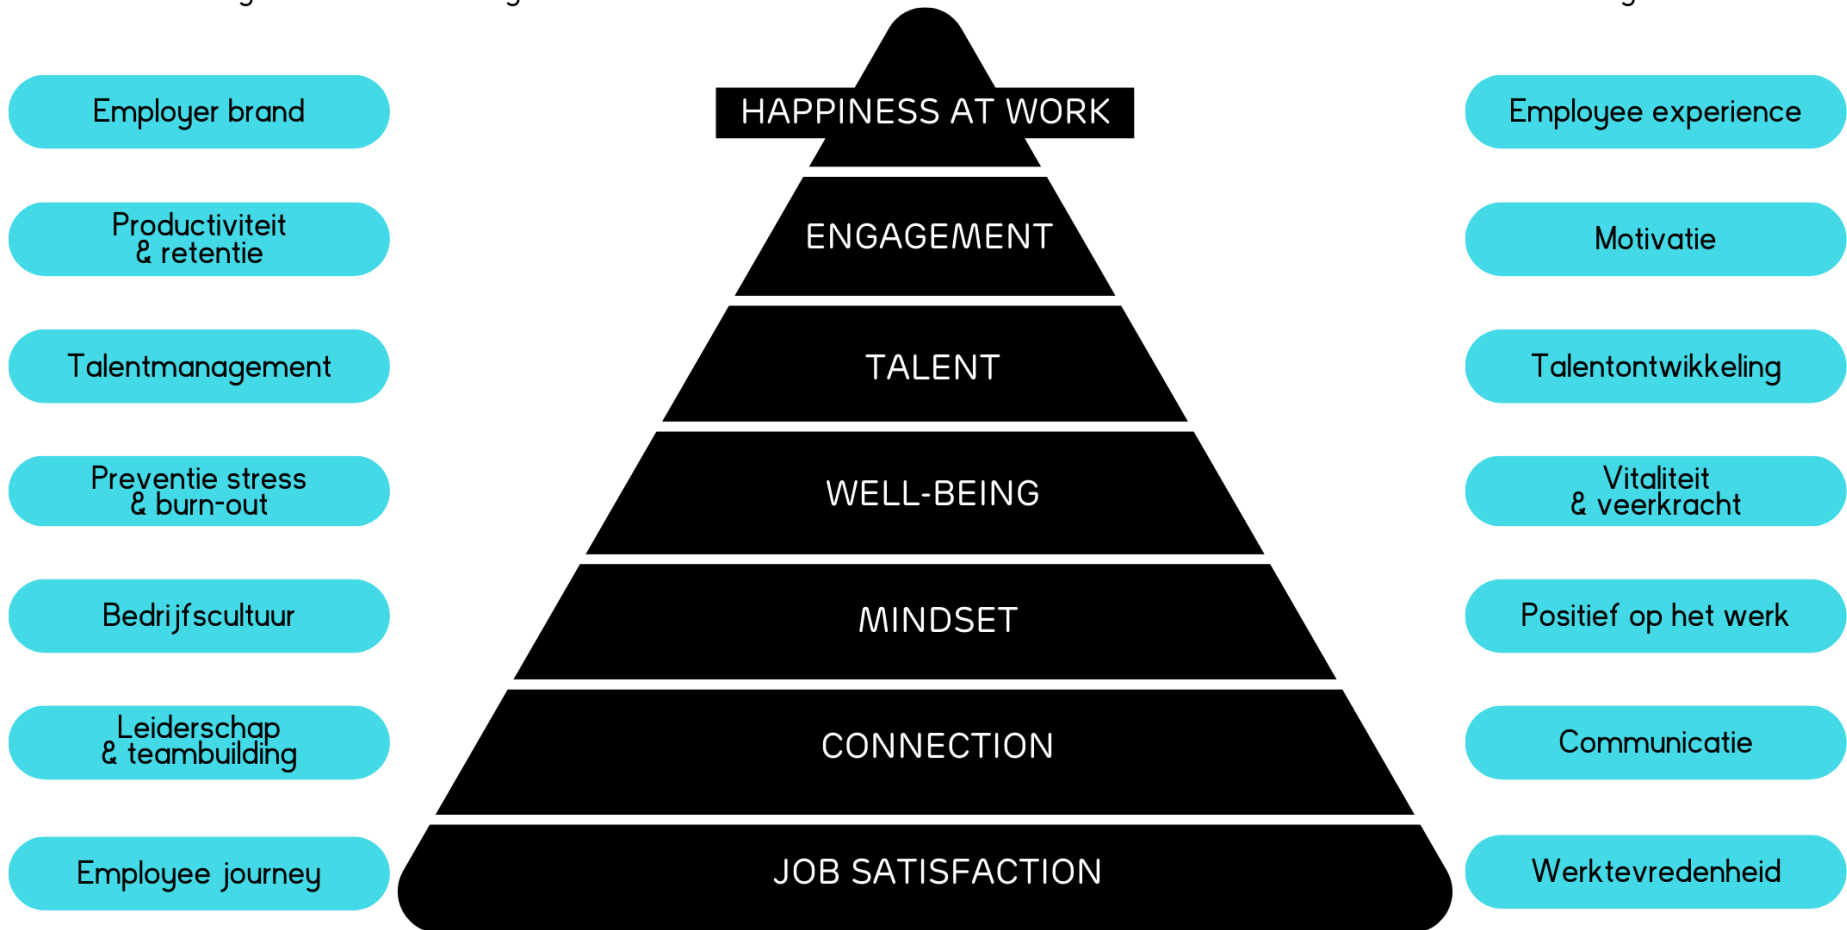 Employer brand
HAPPINESS AT WORK
Employee experience
Productiviteit
& retentie
ENGAGEMENT
Motivatie
Talentmanagement
TALENT
Talentontwikkeling
Preventie stress
& burn-out
WELL-BEING
Vitaliteit
& veerkracht
Bedrijfscultuur
MINDSET
Positief op het werk
Leiderschap
& teambuilding
CONNECTION
Communicatie
Employee journey
JOB SATISFACTION
Werktevredenheid